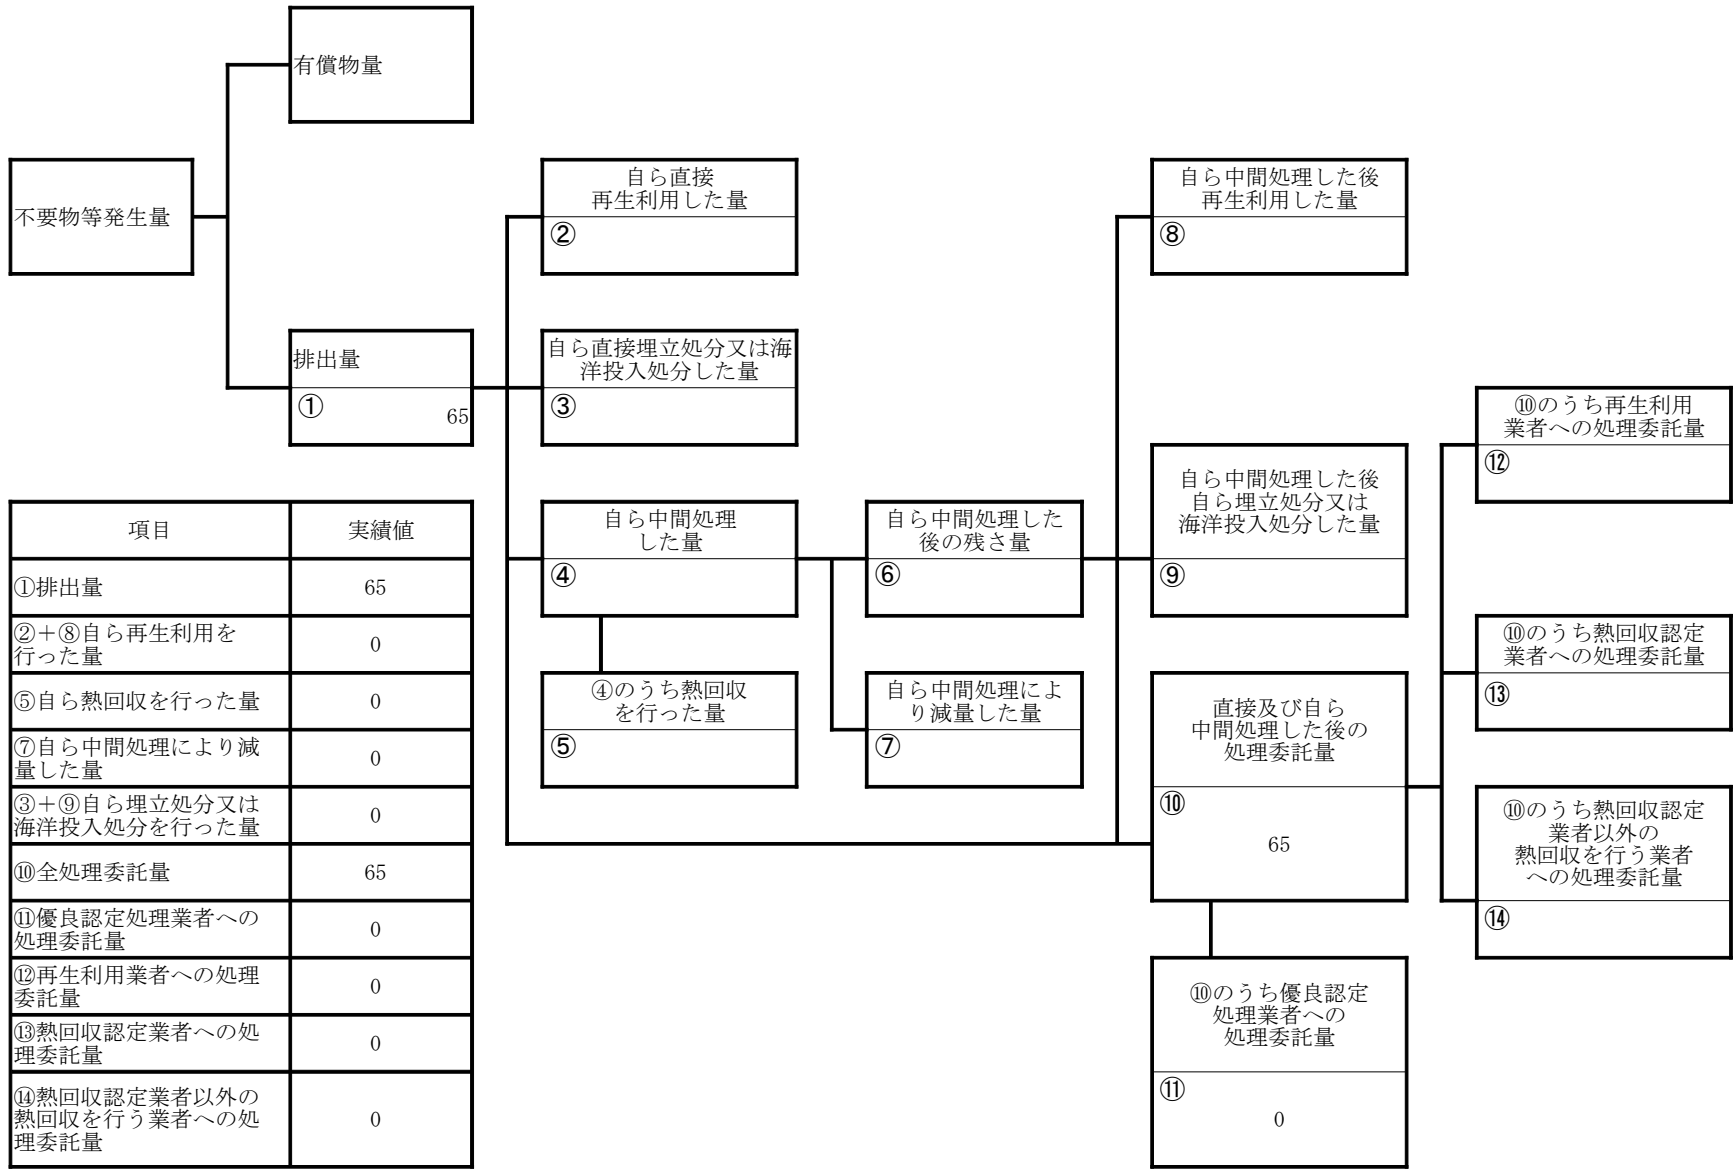 有償物量
不要物等発生量
自ら直接
再生利用した量
②
自ら中間処理した後
再生利用した量
⑧
排出量
①
65
自ら直接埋立処分又は海
洋投入処分した量
③
⑩のうち再生利用
業者への処理委託量
⑫
自ら中間処理した後
自ら埋立処分又は
海洋投入処分した量
⑨
自ら中間処理
した量
④
自ら中間処理した
後の残さ量
⑥
⑩のうち熱回収認定
業者への処理委託量
⑬
④のうち熱回収
を行った量
⑤
自ら中間処理によ
り減量した量
⑦
直接及び自ら
中間処理した後の
処理委託量
⑩
65
⑩のうち熱回収認定
業者以外の
熱回収を行う業者
への処理委託量
⑭
⑩のうち優良認定
処理業者への
処理委託量
⑪
0
項目 実績値
①排出量 65
②＋⑧自ら再生利用を
行った量 0
⑤自ら熱回収を行った量 0
⑦自ら中間処理により減
量した量 0
③＋⑨自ら埋立処分又は
海洋投入処分を行った量 0
⑩全処理委託量 65
⑪優良認定処理業者への
処理委託量 0
⑫再生利用業者への処理
委託量 0
⑬熱回収認定業者への処
理委託量 0
⑭熱回収認定業者以外の
熱回収を行う業者への処
理委託量 0